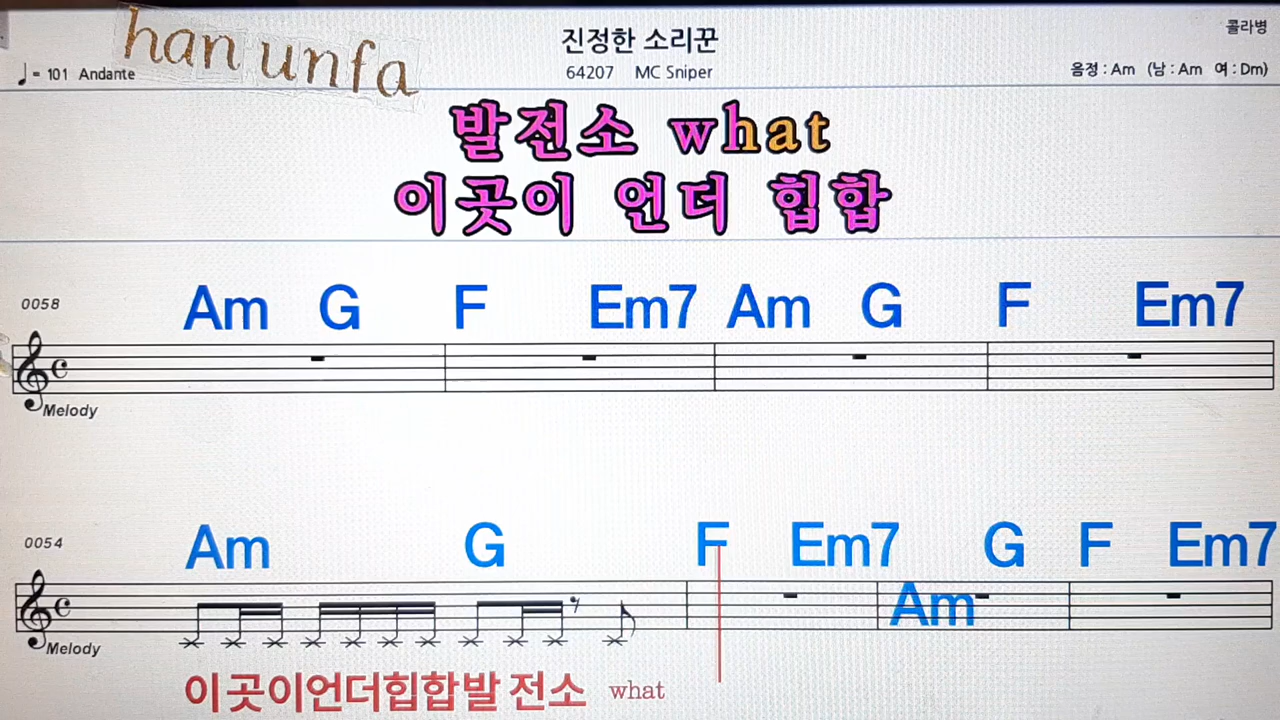 han unfa
진정한 소리꾼
콜라병
♩= 101 Andante
64207 MC Sniper
음정 : Am (남 : Am 여 : Dm)
발전소 what
이곳이 언더 힙합
0058
Am G F Em7 Am G F Em7
Melody
0054
Am G F Em7 Am G F Em7
Melody
이곳이언더힙합발 전소 what